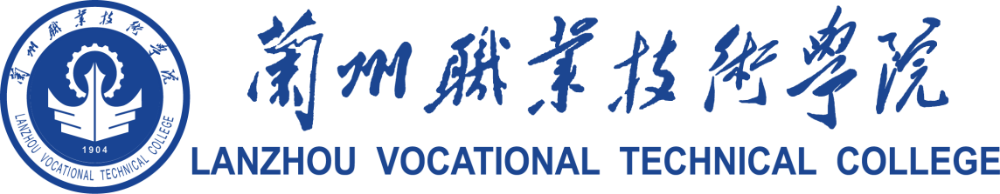 蘭州職業技術學院
LANZHOU VOCATIONAL TECHNICAL COLLEGE
1904
蘭州職業技術學院
LANZHOU VOCATIONAL TECHNICAL COLLEGE